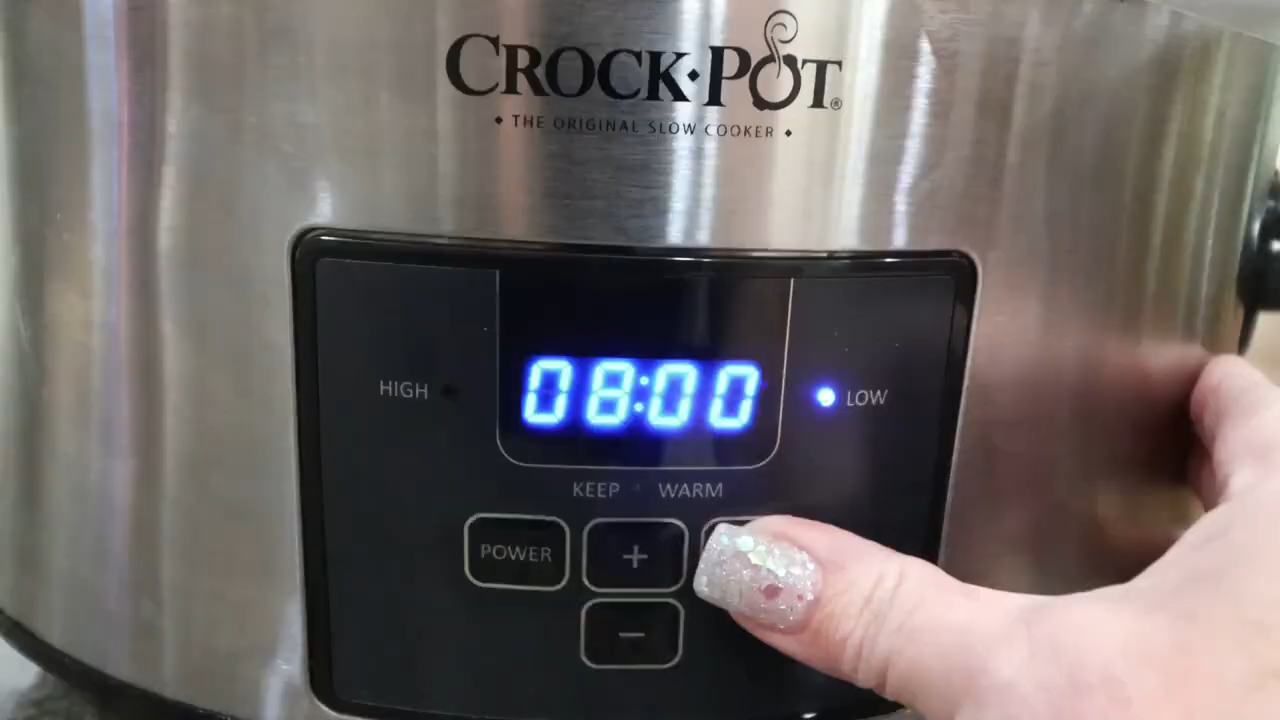 CROCK·POT®
◆ THE ORIGINAL SLOW COOKER ◆
HIGH 08:00 LOW
KEEP WARM
POWER +
−